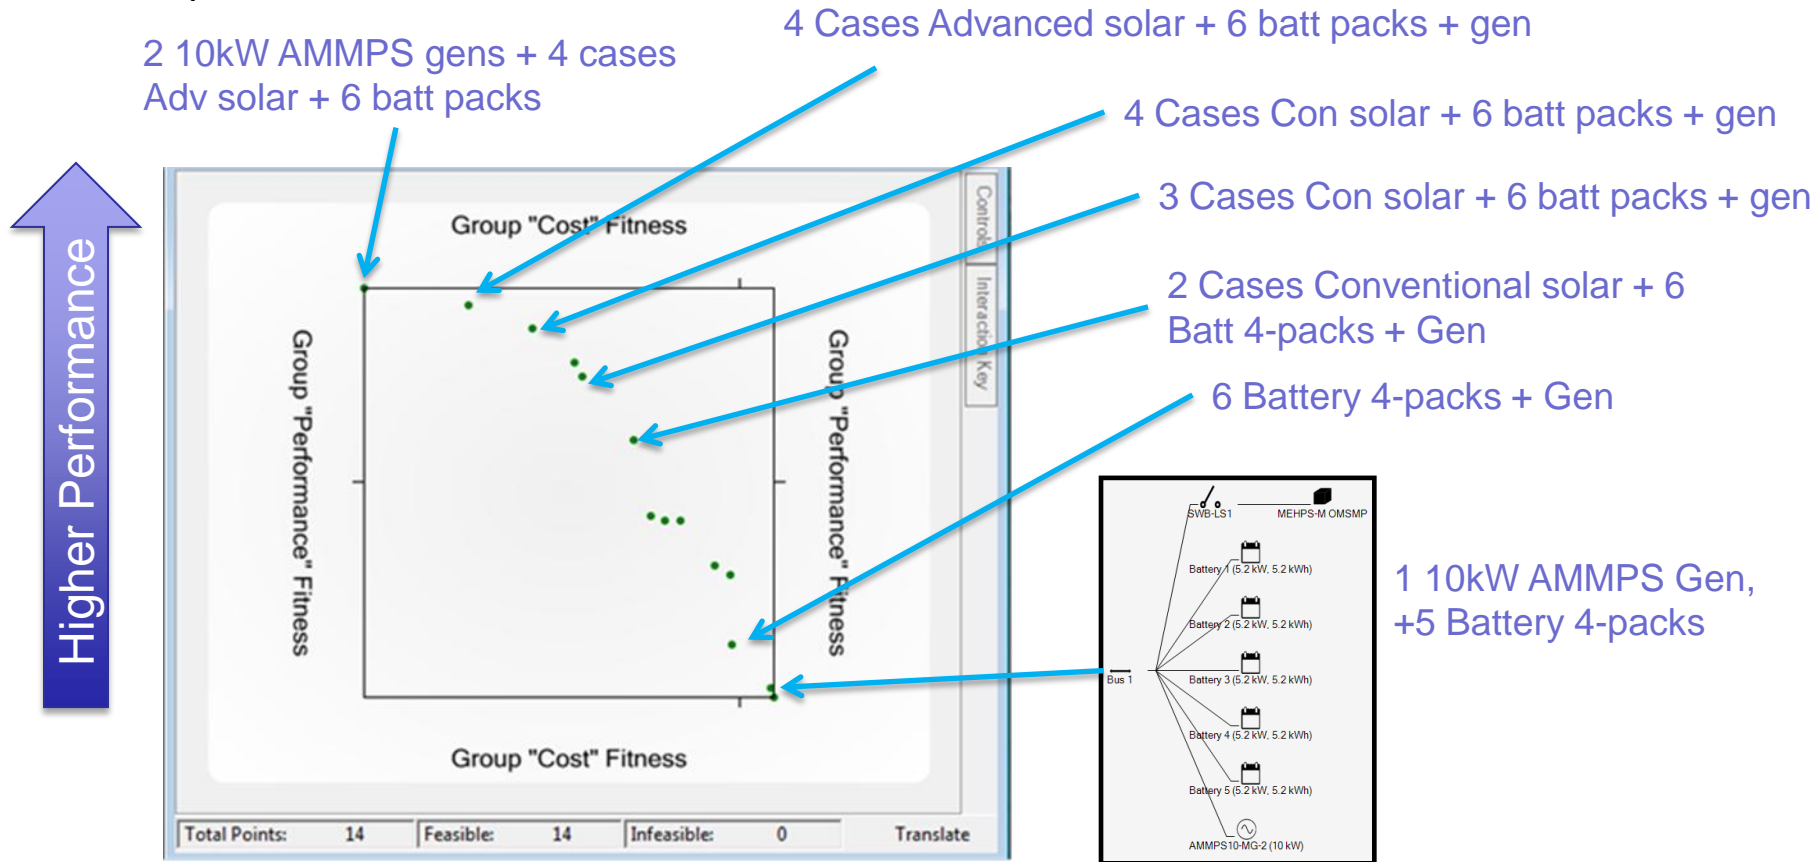 4 Cases Advanced solar + 6 batt packs + gen
2 10kW AMMPS gens + 4 cases
Adv solar + 6 batt packs
4 Cases Con solar + 6 batt packs + gen
3 Cases Con solar + 6 batt packs + gen
2 Cases Conventional solar + 6
Batt 4-packs + Gen
6 Battery 4-packs + Gen
1 10kW AMMPS Gen,
+5 Battery 4-packs
Higher Performance
Group "Cost" Fitness
Group "Performance" Fitness
Group "Performance" Fitness
Group "Cost" Fitness
Controls
Interaction Key
Total Points: 14 Feasible: 14 Infeasible: 0 Translate
SWB-LS1
MEHPS-M OMSMP
Battery 1 (5.2 kW, 5.2 kWh)
Battery 2 (5.2 kW, 5.2 kWh)
Bus 1
Battery 3 (5.2 kW, 5.2 kWh)
Battery 4 (5.2 kW, 5.2 kWh)
Battery 5 (5.2 kW, 5.2 kWh)
AMMPS10-MG-2 (10 kW)